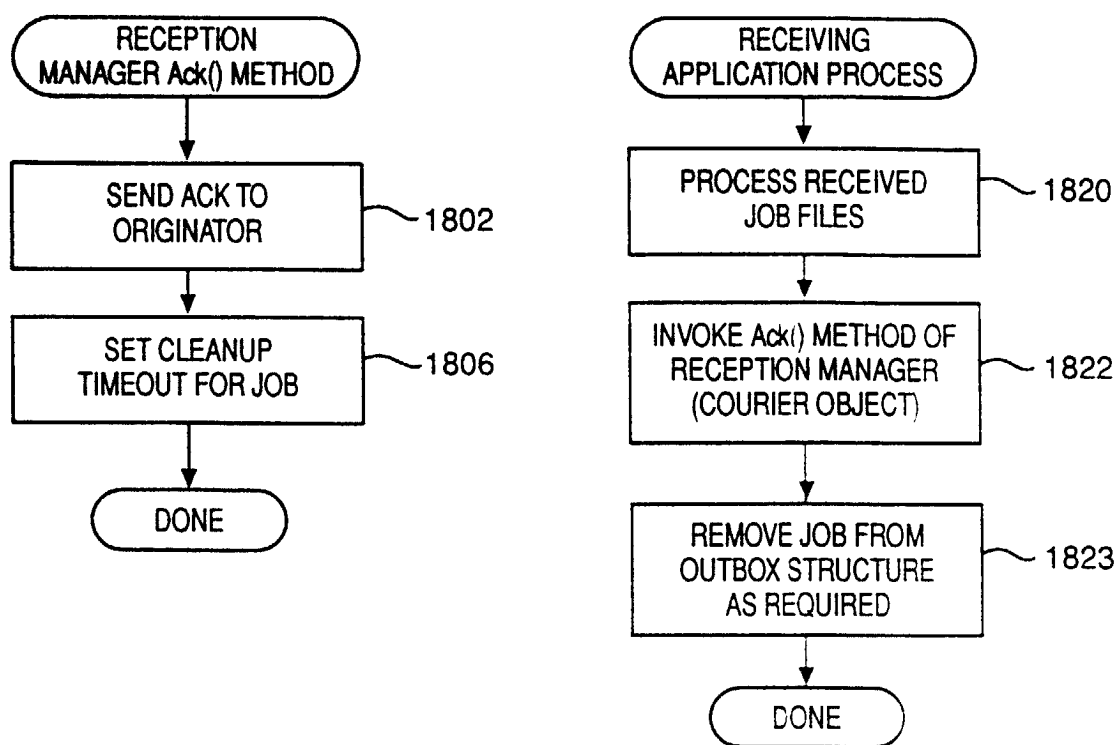 RECEPTION
MANAGER Ack() METHOD
SEND ACK TO
ORIGINATOR
1802
SET CLEANUP
TIMEOUT FOR JOB
1806
DONE
RECEIVING
APPLICATION PROCESS
PROCESS RECEIVED
JOB FILES
1820
INVOKE Ack() METHOD OF
RECEPTION MANAGER
(COURIER OBJECT)
1822
REMOVE JOB FROM
OUTBOX STRUCTURE
AS REQUIRED
1823
DONE